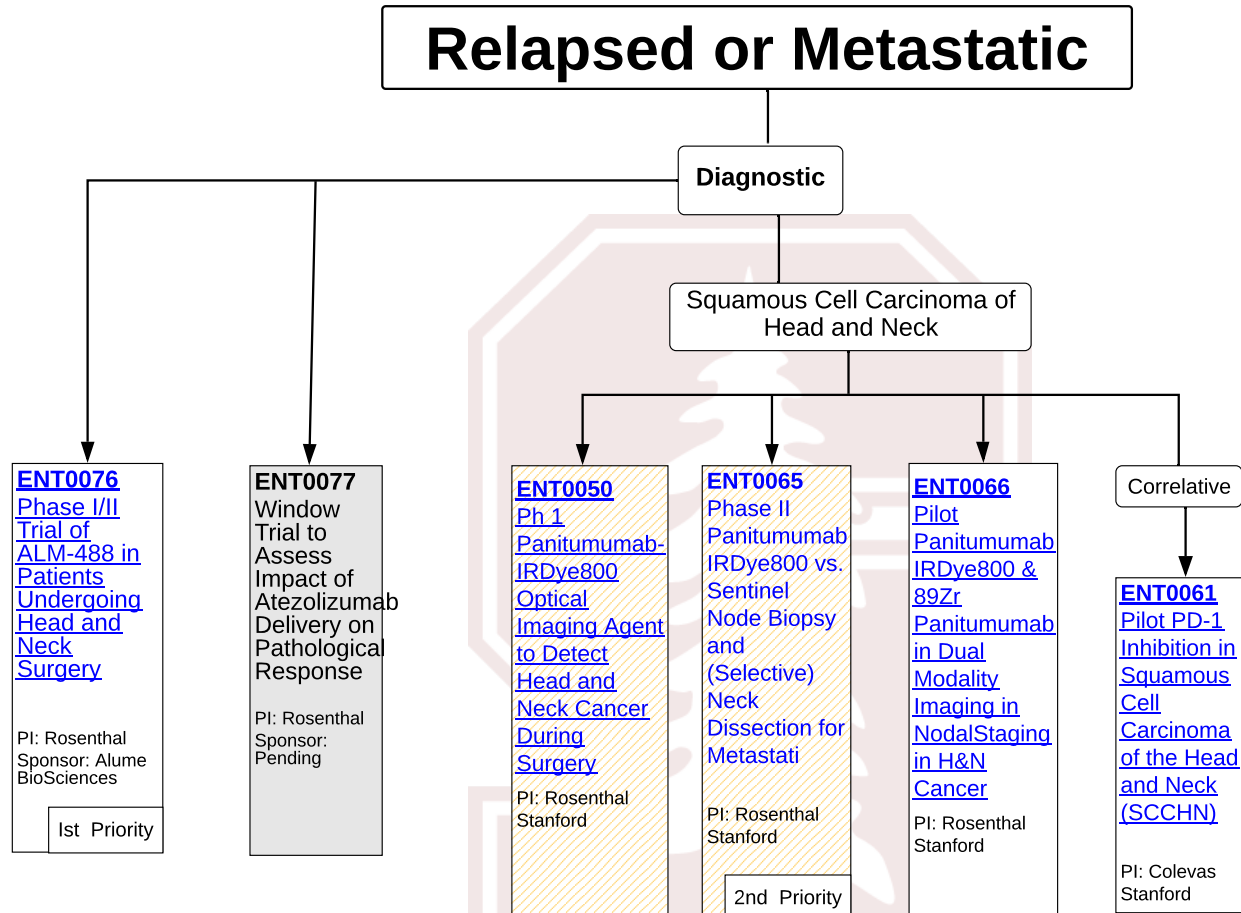 Relapsed or Metastatic
Diagnostic
Squamous Cell Carcinoma of
Head and Neck
ENT0076
Phase I/II
Trial of
ALM-488 in
Patients
Undergoing
Head and
Neck
Surgery
PI: Rosenthal
Sponsor: Alume
BioSciences
Ist Priority
ENT0077
Window
Trial to
Assess
Impact of
Atezolizumab
Delivery on
Pathological
Response
PI: Rosenthal
Sponsor:
Pending
ENT0050
Ph 1
Panitumumab-
IRDye800
Optical
Imaging Agent
to Detect
Head and
Neck Cancer
During
Surgery
PI: Rosenthal
Stanford
ENT0065
Phase II
Panitumumab
IRDye800 vs.
Sentinel
Node Biopsy
and
(Selective)
Neck
Dissection for
Metastati
PI: Rosenthal
Stanford
2nd Priority
ENT0066
Pilot
Panitumumab
IRDye800 &
89Zr
Panitumumab
in Dual
Modality
Imaging in
NodalStaging
in H&N
Cancer
PI: Rosenthal
Stanford
Correlative
ENT0061
Pilot PD-1
Inhibition in
Squamous
Cell
Carcinoma
of the Head
and Neck
(SCCHN)
PI: Colevas
Stanford